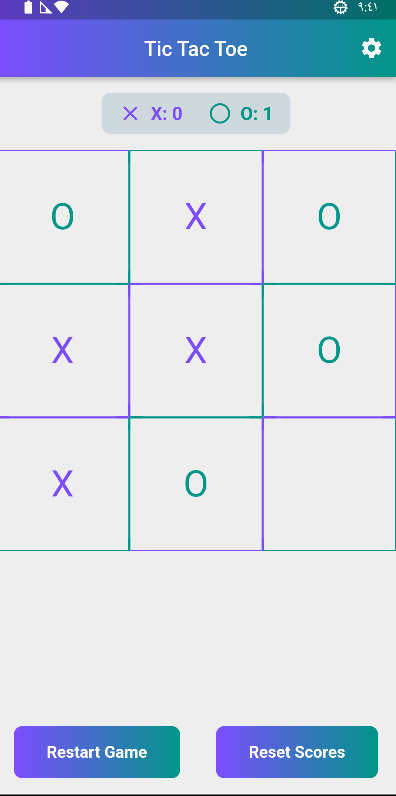 ٩:٤١
Tic Tac Toe
X: 0 O: 1
O X O
X X O
X O
Restart Game Reset Scores